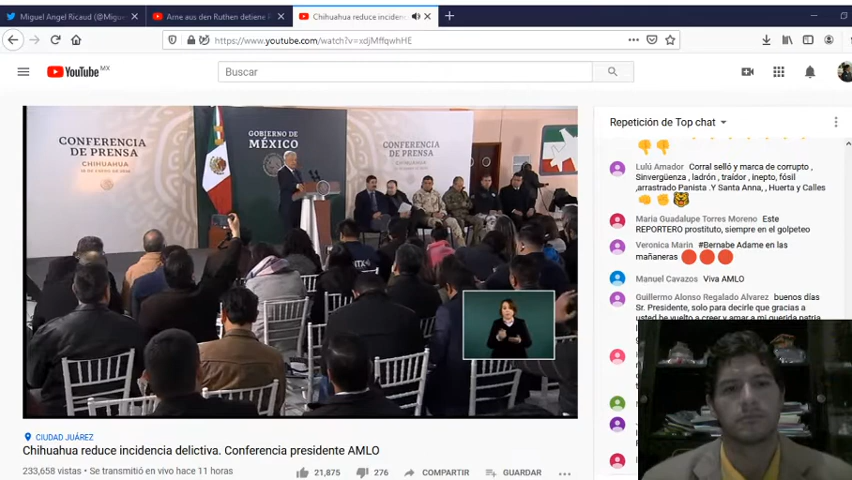 Miguel Angel Ricaud (@Migu
Arne aus den Ruthen detiene R
Chihuahua reduce inciden
https://www.youtube.com/watch?v=xdjMffqwhHE
YouTube MX
Buscar
CONFERENCIA
DE PRENSA
CHIHUAHUA
GOBIERNO DE
MÉXICO
CONFERENCIA
DE PRENSA
CHIHUAHUA
CIUDAD JUÁREZ
Chihuahua reduce incidencia delictiva. Conferencia presidente AMLO
233,658 vistas • Se transmitió en vivo hace 11 horas
21,875
276
COMPARTIR
GUARDAR
Repetición de Top chat
Lulú Amador Corral selló y marca de corrupto ,
Sinvergüenza , ladrón , traidor , inepto, fósil
,arrastrado Panista .Y Santa Anna, , Huerta y Calles
Maria Guadalupe Torres Moreno Este
REPORTERO prostituto, siempre en el golpeteo
Veronica Marin #Bernabe Adame en las
mañaneras
Manuel Cavazos Viva AMLO
Guillermo Alonso Regalado Alvarez buenos días
Sr. Presidente, solo para decirle que gracias a
usted he vuelto a creer y amar a mi querida patria